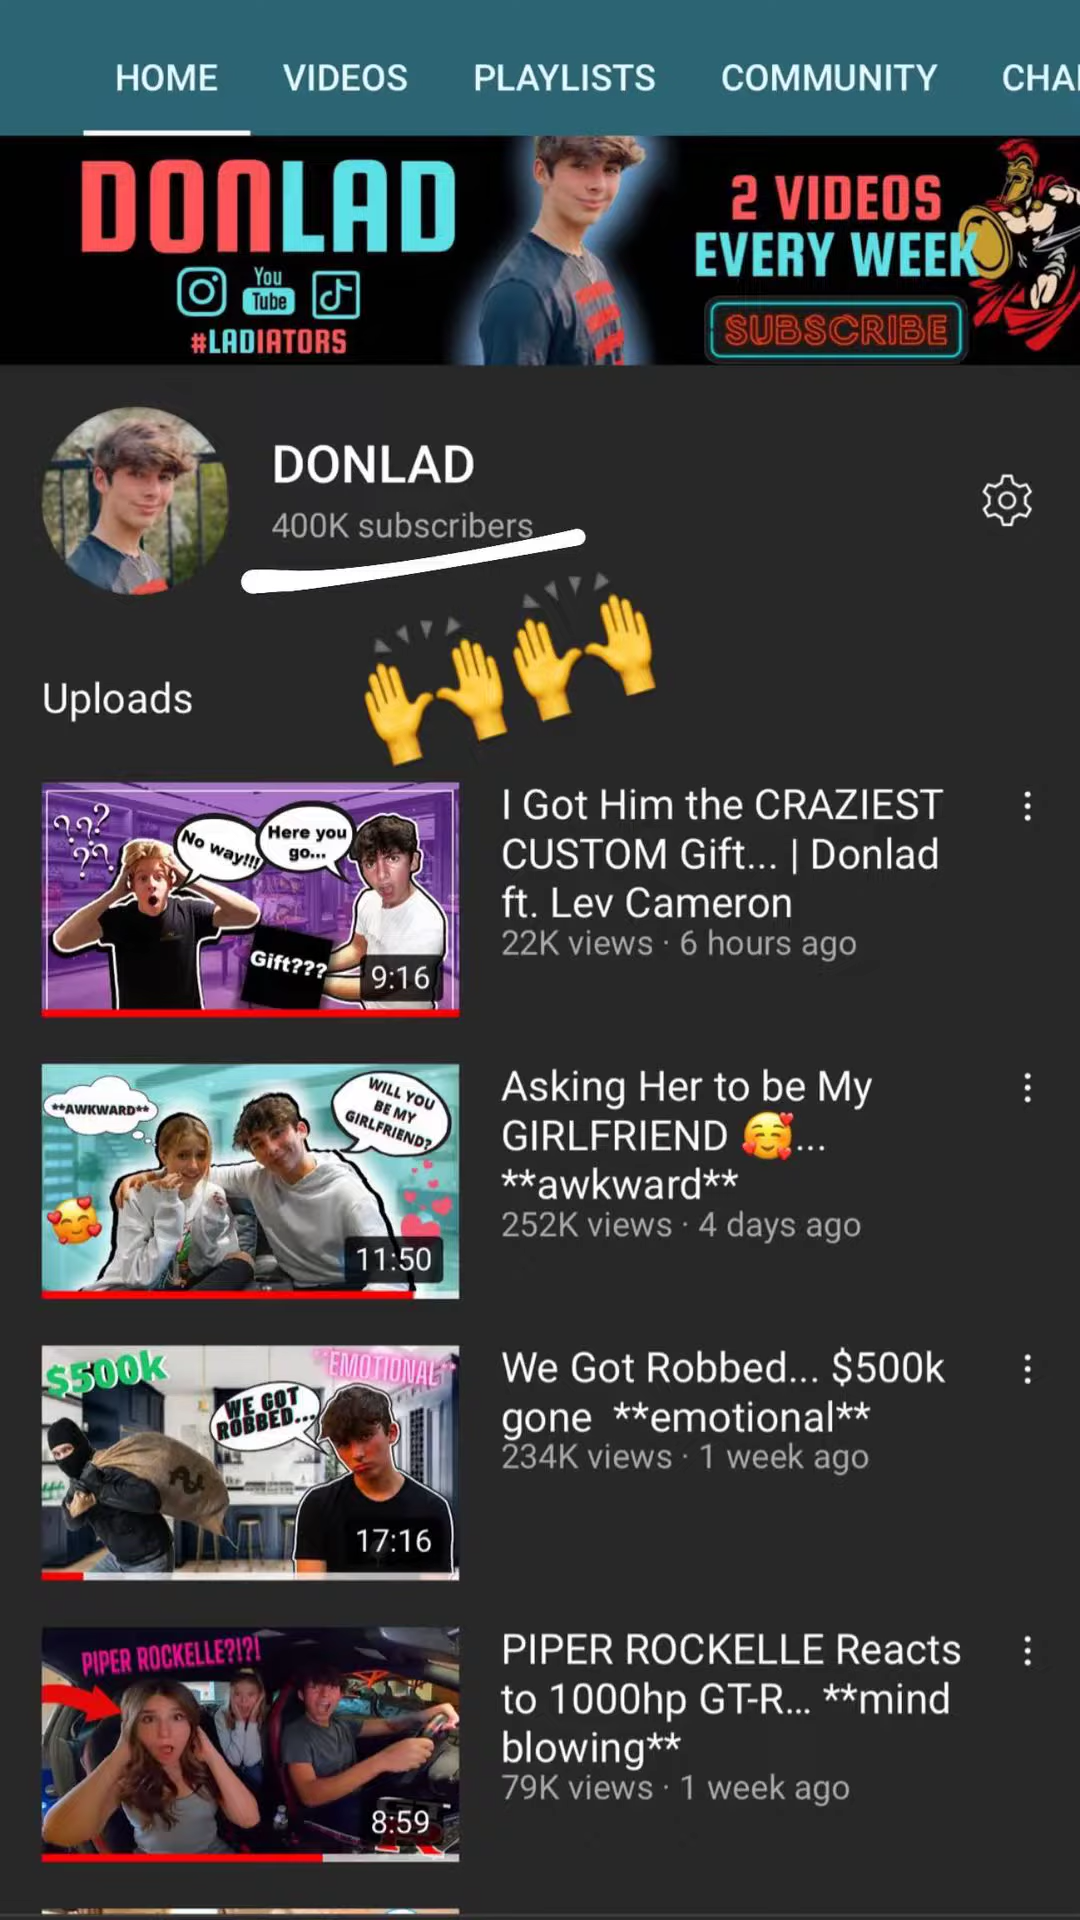 HOME VIDEOS PLAYLISTS COMMUNITY CHA
DONLAD
You
Tube
#LADIATORS
2 VIDEOS
EVERY WEEK
SUBSCRIBE
DONLAD
400K subscribers
Uploads
???
??
No way!!!
Here you
go...
Gift???
9:16
I Got Him the CRAZIEST
CUSTOM Gift... | Donlad
ft. Lev Cameron
22K views · 6 hours ago
**AWKWARD**
WILL YOU
BE MY
GIRLFRIEND?
11:50
Asking Her to be My
GIRLFRIEND 🥰...
**awkward**
252K views · 4 days ago
$500k
**EMOTIONAL**
WE GOT
ROBBED...
17:16
We Got Robbed... $500k
gone **emotional**
234K views · 1 week ago
PIPER ROCKELLE?!?!
8:59
PIPER ROCKELLE Reacts
to 1000hp GT-R... **mind
blowing**
79K views · 1 week ago